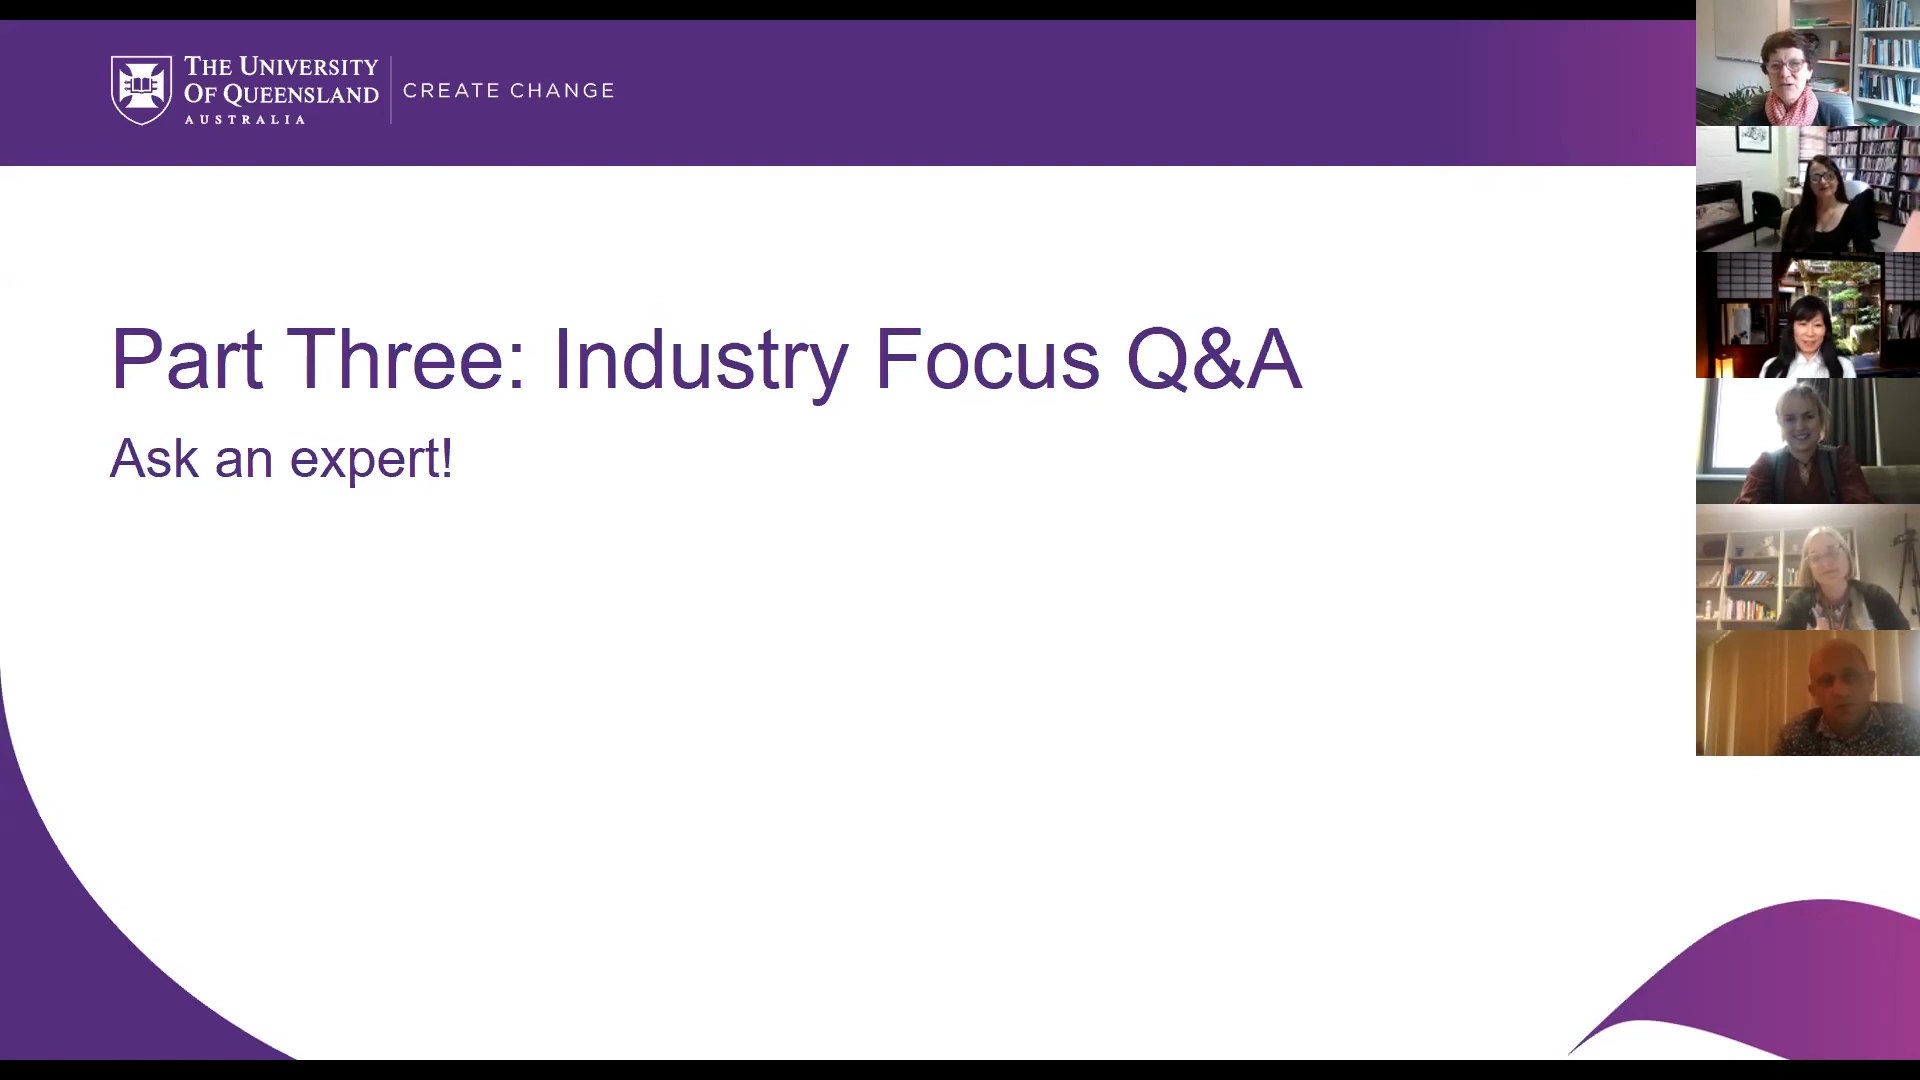 THE UNIVERSITY
OF QUEENSLAND
AUSTRALIA
CREATE CHANGE
Part Three: Industry Focus Q&A
Ask an expert!